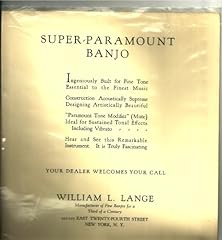 SUPER-PARAMOUNT
BANJO
Ingeniously Built for Fine Tone
Essential to the Finest Music
Construction Acoustically Supreme
Designing Artistically Beautiful
"Paramount Tone Modifier" (Mute)
Ideal for Sustained Tonal Effects
Including Vibrato
Hear and See this Remarkable
Instrument It is Truly Fascinating
YOUR DEALER WELCOMES YOUR CALL
WILLIAM L. LANGE
Manufacturer of Fine Banjos for a
Third of a Century
EAST TWENTY-FOURTH STREET
NEW YORK, N. Y.